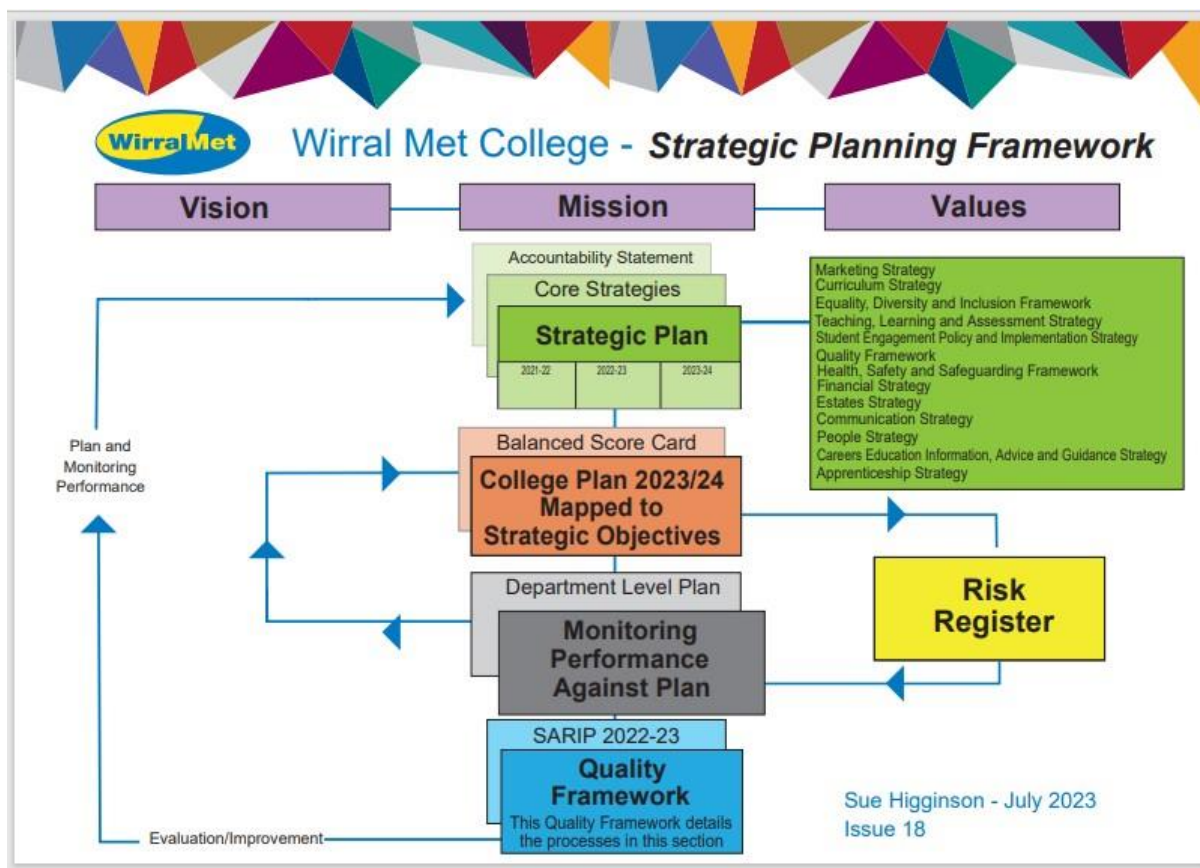 WirralMet
Wirral Met College - Strategic Planning Framework
Vision
Mission
Values
Accountability Statement
Core Strategies
Strategic Plan
2021-22
2022-23
2023-24
Marketing Strategy
Curriculum Strategy
Equality, Diversity and Inclusion Framework
Teaching, Learning and Assessment Strategy
Student Engagement Policy and Implementation Strategy
Quality Framework
Health, Safety and Safeguarding Framework
Financial Strategy
Estates Strategy
Communication Strategy
People Strategy
Careers Education Information, Advice and Guidance Strategy
Apprenticeship Strategy
Plan and
Monitoring
Performance
Balanced Score Card
College Plan 2023/24
Mapped to
Strategic Objectives
Risk
Register
Department Level Plan
Monitoring
Performance
Against Plan
SARIP 2022-23
Quality
Framework
This Quality Framework details
the processes in this section
Evaluation/Improvement
Sue Higginson - July 2023
Issue 18